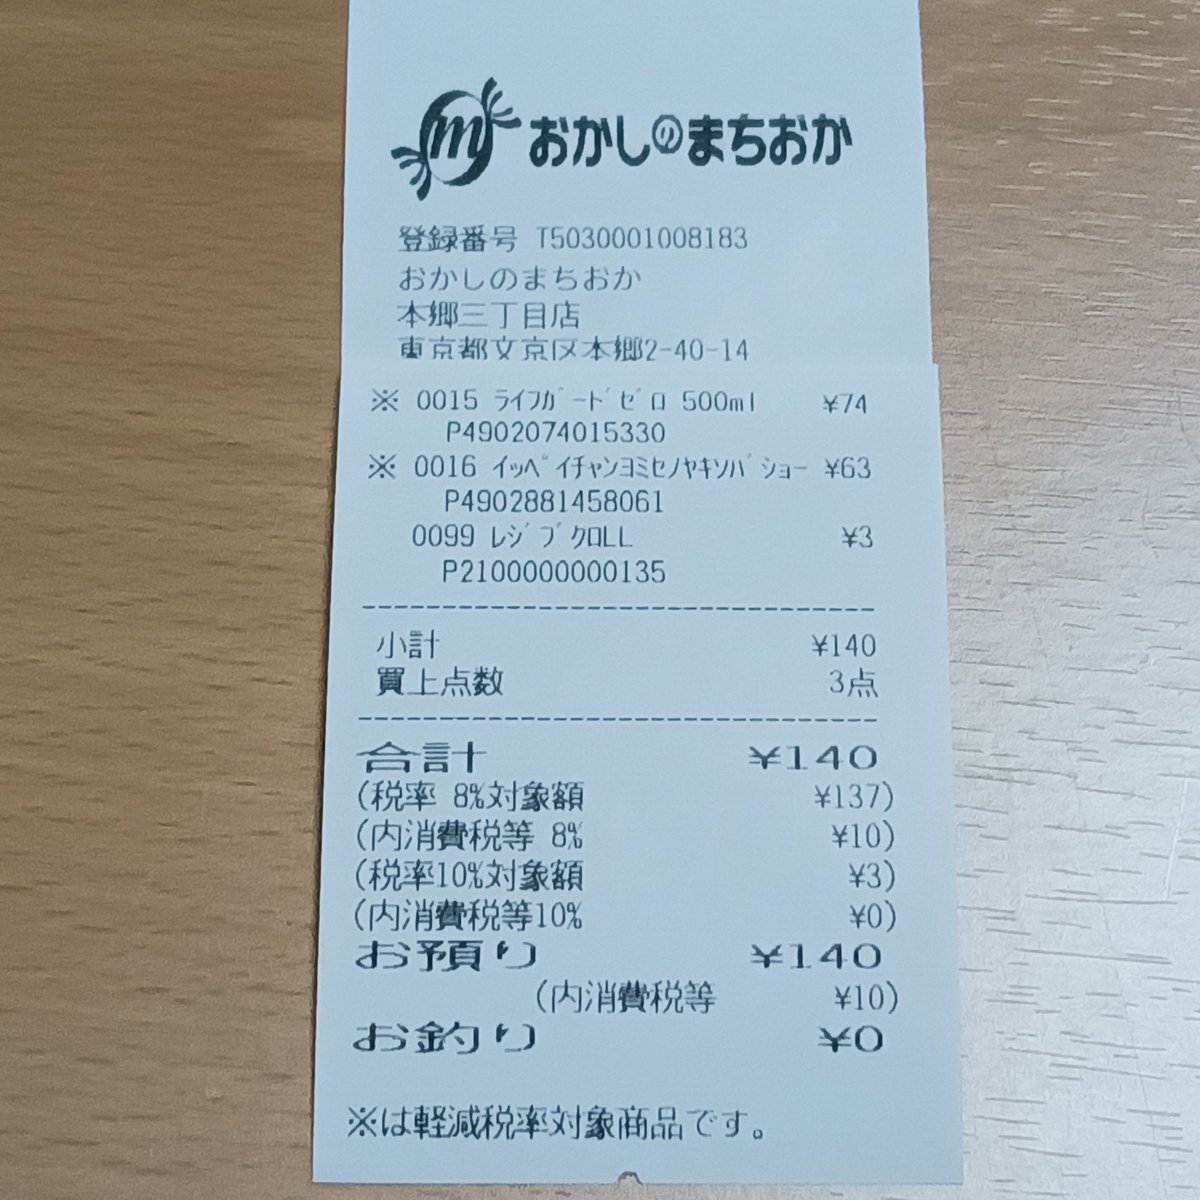 m おかしのまちおか
登録番号 T5030001008183
おかしのまちおか
本郷三丁目店
東京都文京区本郷2-40-14
※ 0015 ライフガードゼロ 500ml ¥74
P4902074015330
※ 0016 イッペイチャンヨミセノヤキソバショー ¥63
P4902881458061
0099 レジブクロLL ¥3
P2100000000135
小計 ¥140
買上点数 3点
合計 ¥140
(税率 8%対象額 ¥137)
(内消費税等 8% ¥10)
(税率10%対象額 ¥3)
(内消費税等10% ¥0)
お預り ¥140
(内消費税等 ¥10)
お釣り ¥0
※は軽減税率対象商品です。